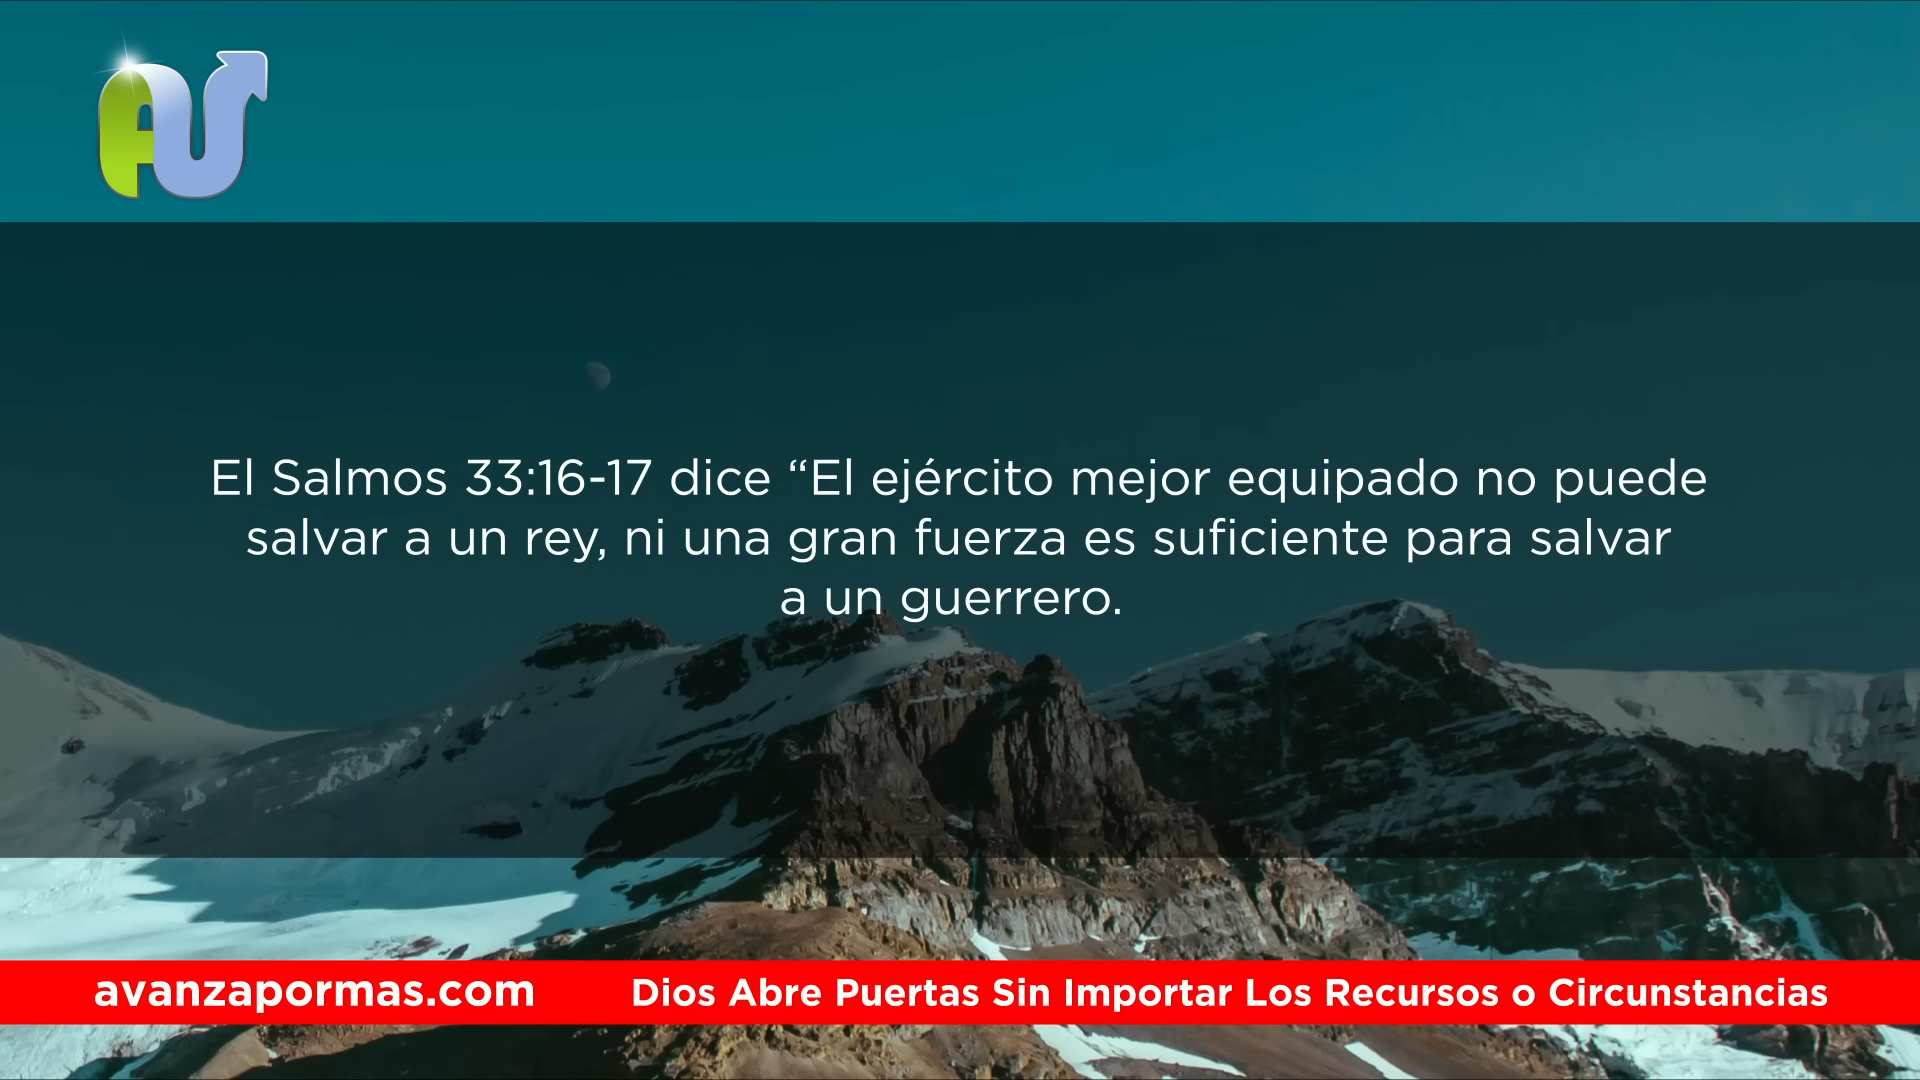 AV
El Salmos 33:16-17 dice “El ejército mejor equipado no puede
salvar a un rey, ni una gran fuerza es suficiente para salvar
a un guerrero.
avanzapormas.com
Dios Abre Puertas Sin Importar Los Recursos o Circunstancias